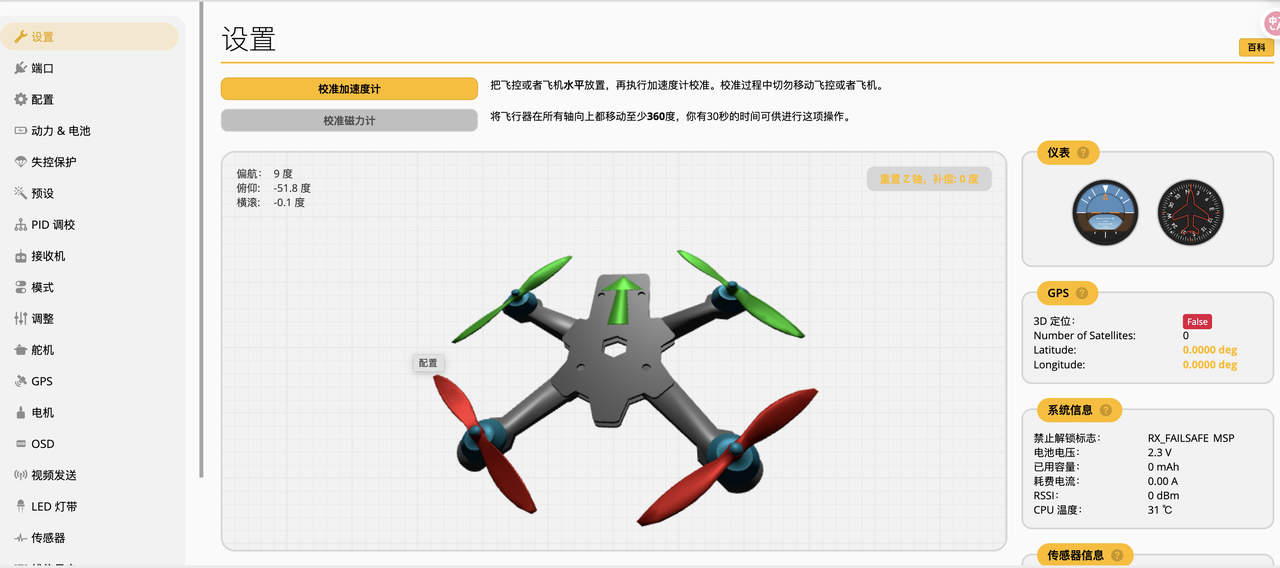 设置
端口
配置
动力 & 电池
失控保护
预设
PID 调校
接收机
模式
调整
舵机
GPS
电机
OSD
视频发送
LED 灯带
传感器
设置
百科
校准加速度计
把飞控或者飞机水平放置，再执行加速度计校准。校准过程中切勿移动飞控或者飞机。
校准磁力计
将飞行器在所有轴向上都移动至少360度，你有30秒的时间可供进行这项操作。
偏航: 9 度
俯仰: -51.8 度
横滚: -0.1 度
重置 Z 轴，补偿: 0 度
配置
仪表
GPS
3D 定位: False
Number of Satellites: 0
Latitude: 0.0000 deg
Longitude: 0.0000 deg
系统信息
禁止解锁标志: RX_FAILSAFE MSP
电池电压: 2.3 V
已用容量: 0 mAh
耗费电流: 0.00 A
RSSI: 0 dBm
CPU 温度: 31 ℃
传感器信息